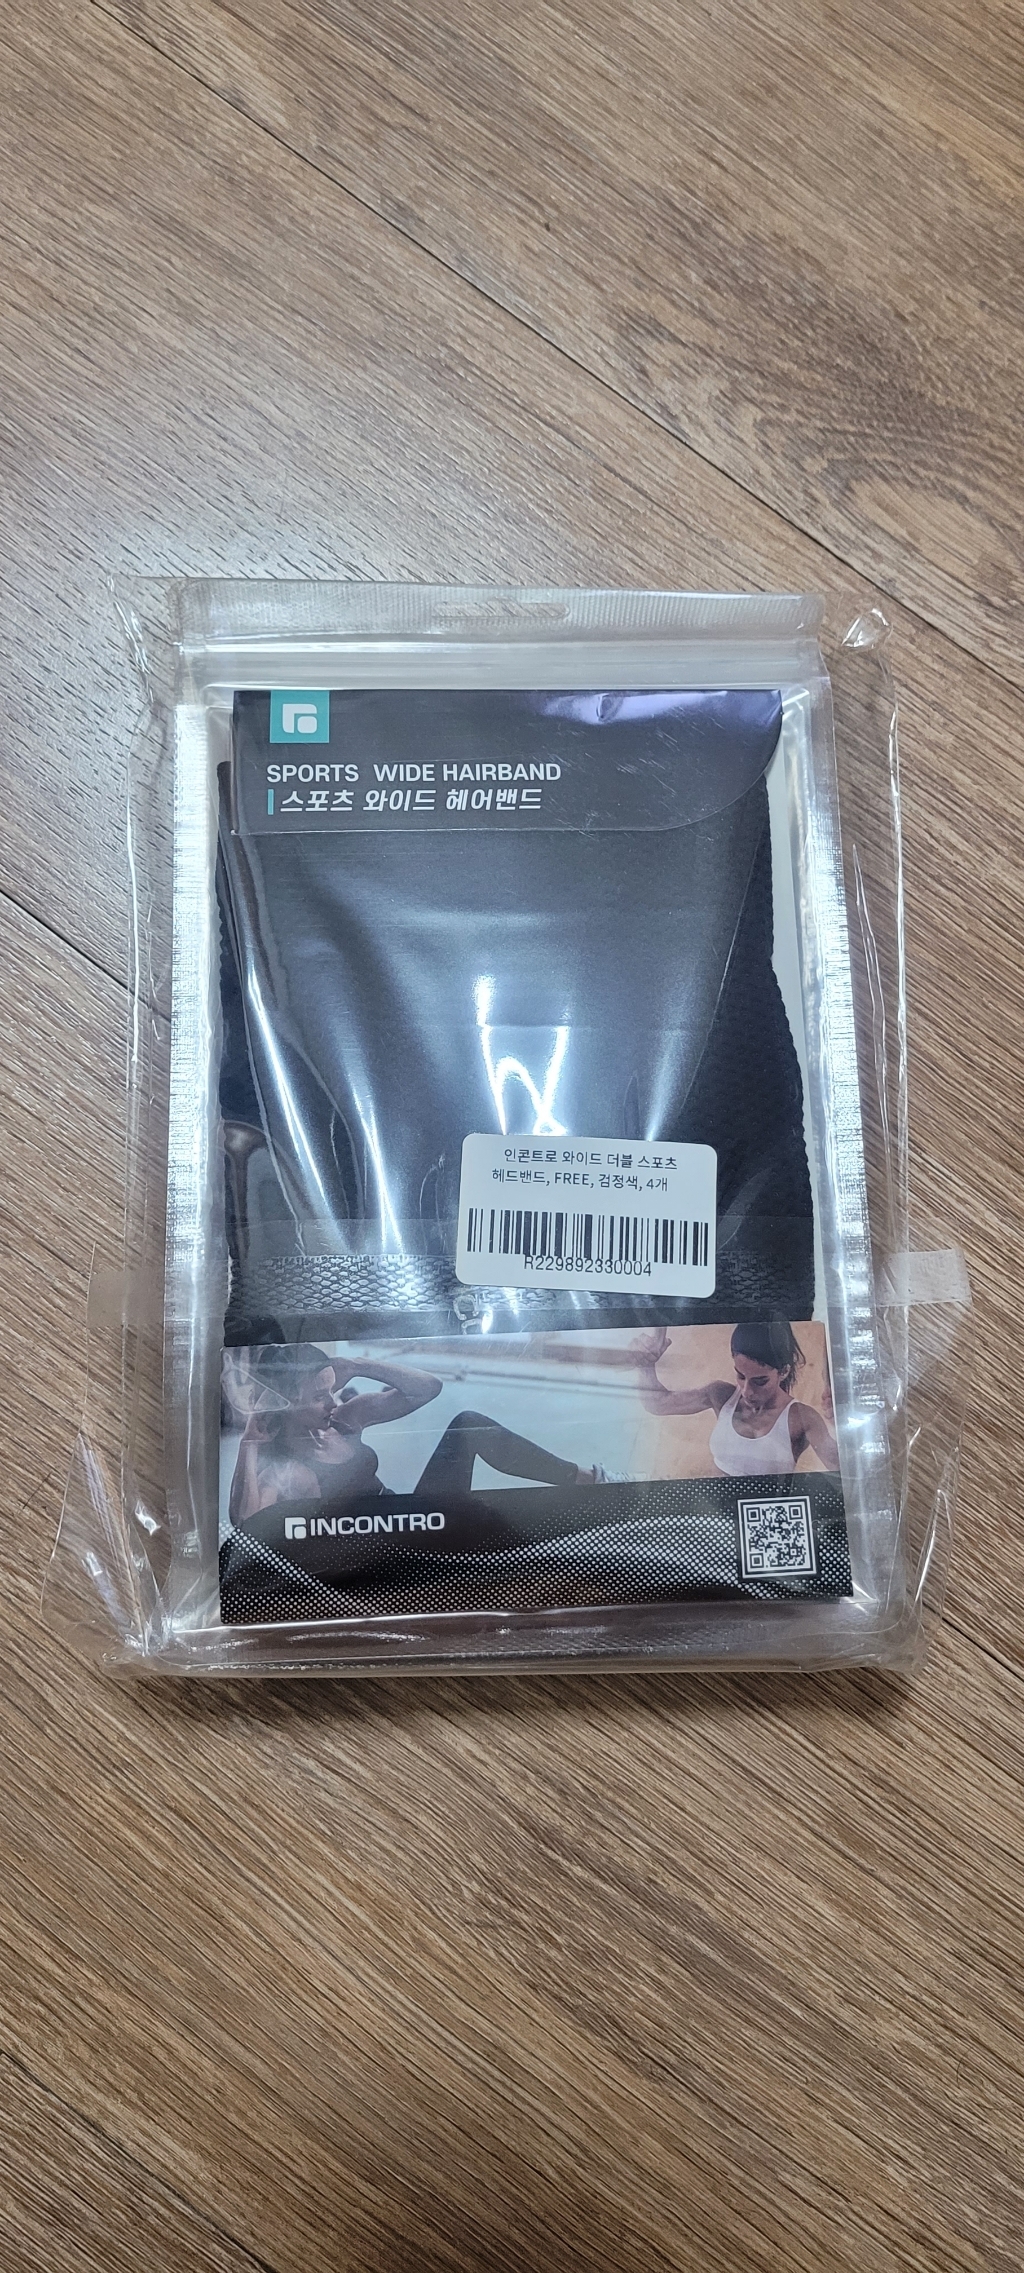 SPORTS WIDE HAIRBAND
스포츠 와이드 헤어밴드
인콘트로 와이드 더블 스포츠
헤드밴드, FREE, 검정색, 4개
R229892330004
INCONTRO